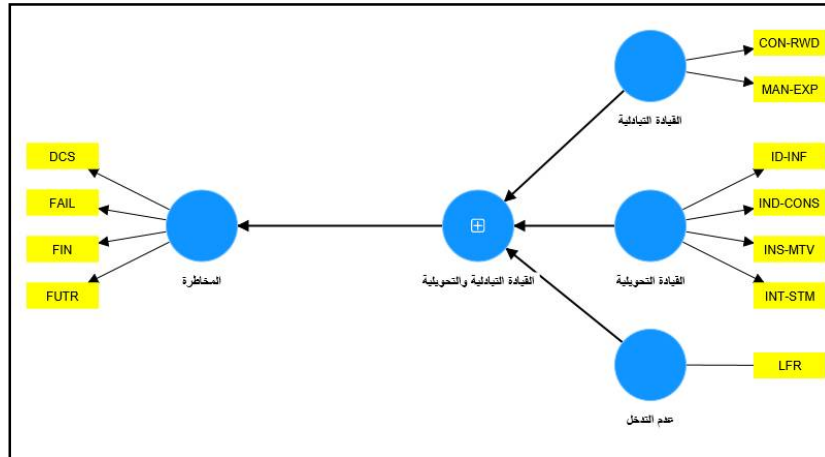 CON-RWD
MAN-EXP
القيادة التبادلية
DCS
FAIL
FIN
FUTR
المخاطرة
القيادة التبادلية والتحويلية
ID-INF
IND-CONS
INS-MTV
INT-STM
القيادة التحويلية
LFR
عدم التدخل